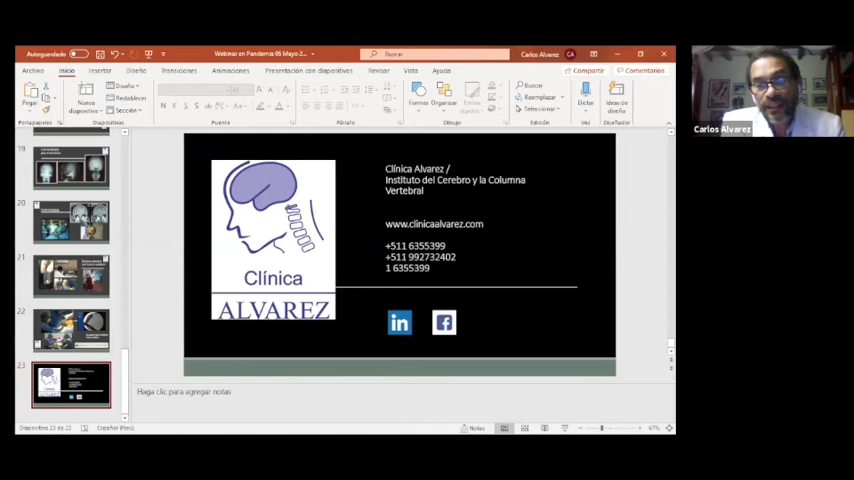 Autoguardado
Webinar en Pandemia 06 Mayo 2...
Buscar
Carlos Alvarez CA
Archivo Inicio Insertar Diseño Transiciones Animaciones Presentación con diapositivas Revisar Vista Ayuda Compartir Comentarios
Pegar
Nueva diapositiva
Diseño
Restablecer
Sección
Formas
Organizar
Estilos rápidos
Buscar
Reemplazar
Seleccionar
Dictar
Ideas de diseño
Portapapeles Diapositivas Fuente Párrafo Dibujo Edición Voz Diseñador
19
20
21
22
23
Clínica
ALVAREZ
Clínica Alvarez /
Instituto del Cerebro y la Columna
Vertebral
www.clinicaalvarez.com
+511 6355399
+511 992732402
1 6355399
in
f
Haga clic para agregar notas
Diapositiva 23 de 23 Español (Perú) Notas 67%
Carlos Alvarez